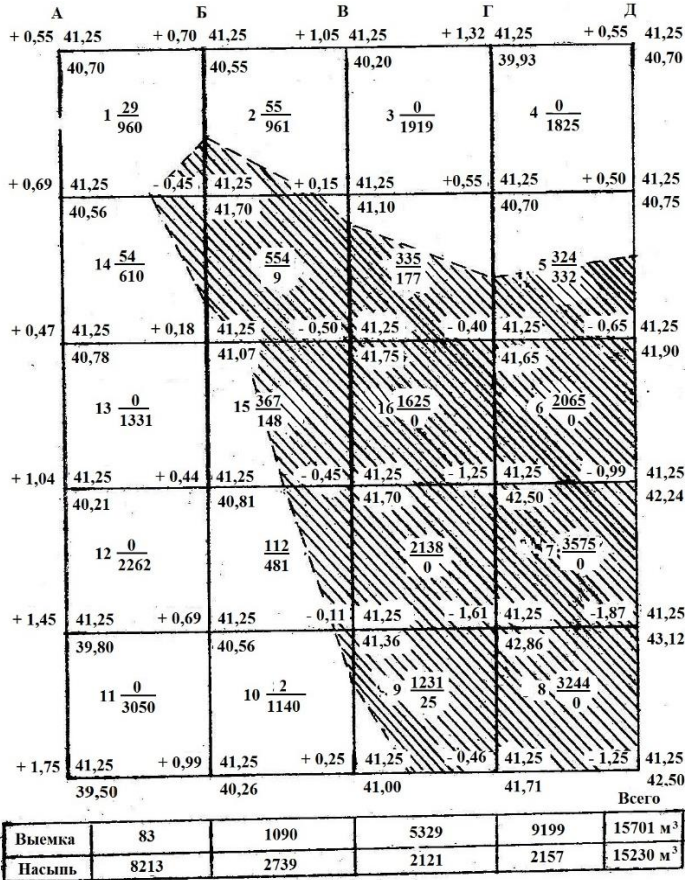 А Б В Г Д
+ 0,55 41,25 + 0,70 41,25 + 1,05 41,25 + 1,32 41,25 + 0,55 41,25
40,70 40,55 40,20 39,93 40,70
1 29/960 2 55/961 3 0/1919 4 0/1825
+ 0,69 41,25 - 0,45 41,25 + 0,15 41,25 +0,55 41,25 + 0,50 41,25
40,56 41,70 41,10 40,70 40,75
14 54/610 554/9 335/177 5 324/332
+ 0,47 41,25 + 0,18 41,25 - 0,50 41,25 - 0,40 41,25 - 0,65 41,25
40,78 41,07 41,75 41,65 41,90
13 0/1331 15 367/148 16 1625/0 6 2065/0
+ 1,04 41,25 + 0,44 41,25 - 0,45 41,25 - 1,25 41,25 - 0,99 41,25
40,21 40,81 41,70 42,50 42,24
12 0/2262 112/481 2138/0 7 3575/0
+ 1,45 41,25 + 0,69 41,25 - 0,11 41,25 - 1,61 41,25 -1,87 41,25
39,80 40,56 41,36 42,86 43,12
11 0/3050 10 2/1140 9 1231/25 8 3244/0
+ 1,75 41,25 + 0,99 41,25 + 0,25 41,25 - 0,46 41,25 - 1,25 41,25
39,50 40,26 41,00 41,71 42,50
Всего
Выемка 83 1090 5329 9199 15701 м³
Насыпь 8213 2739 2121 2157 15230 м³